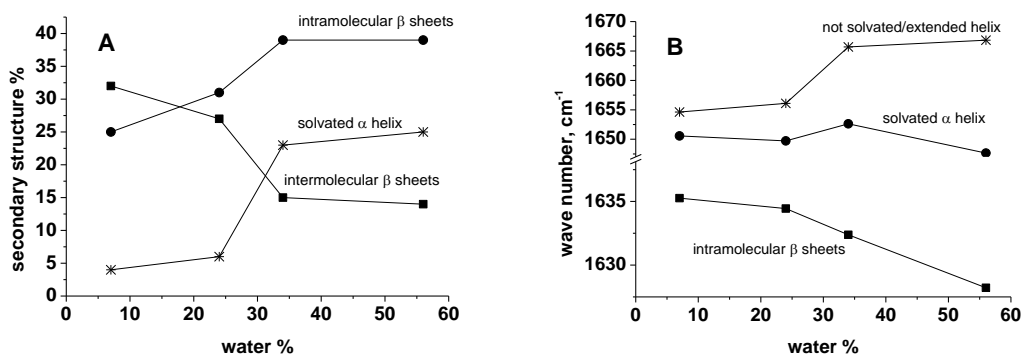 A
intramolecular β sheets
solvated α helix
intermolecular β sheets
secondary structure %
40
35
30
25
20
15
10
5
0
0 10 20 30 40 50 60
water %
B
not solvated/extended helix
solvated α helix
intramolecular β sheets
wave number, cm-1
1670
1665
1660
1655
1650
1635
1630
0 10 20 30 40 50 60
water %